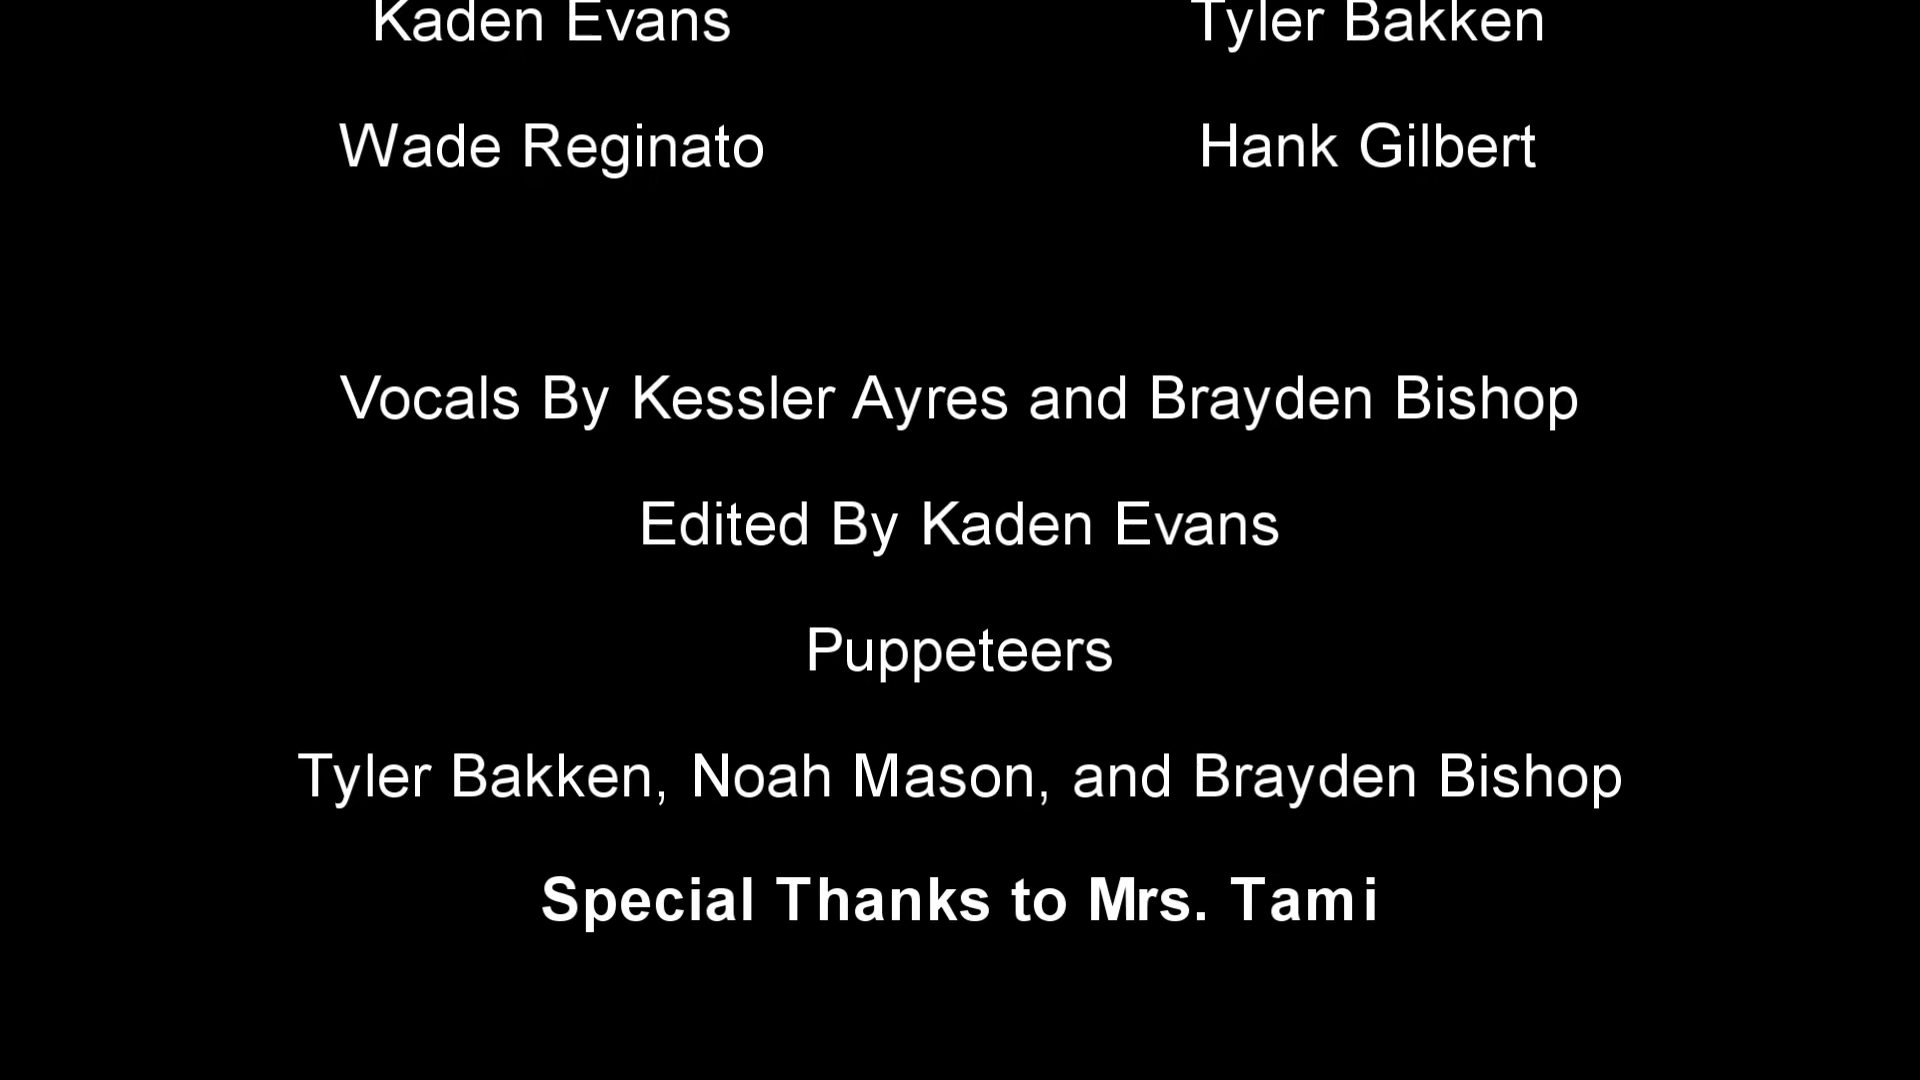 Kaden Evans Tyler Bakken
Wade Reginato Hank Gilbert
Vocals By Kessler Ayres and Brayden Bishop
Edited By Kaden Evans
Puppeteers
Tyler Bakken, Noah Mason, and Brayden Bishop
Special Thanks to Mrs. Tami